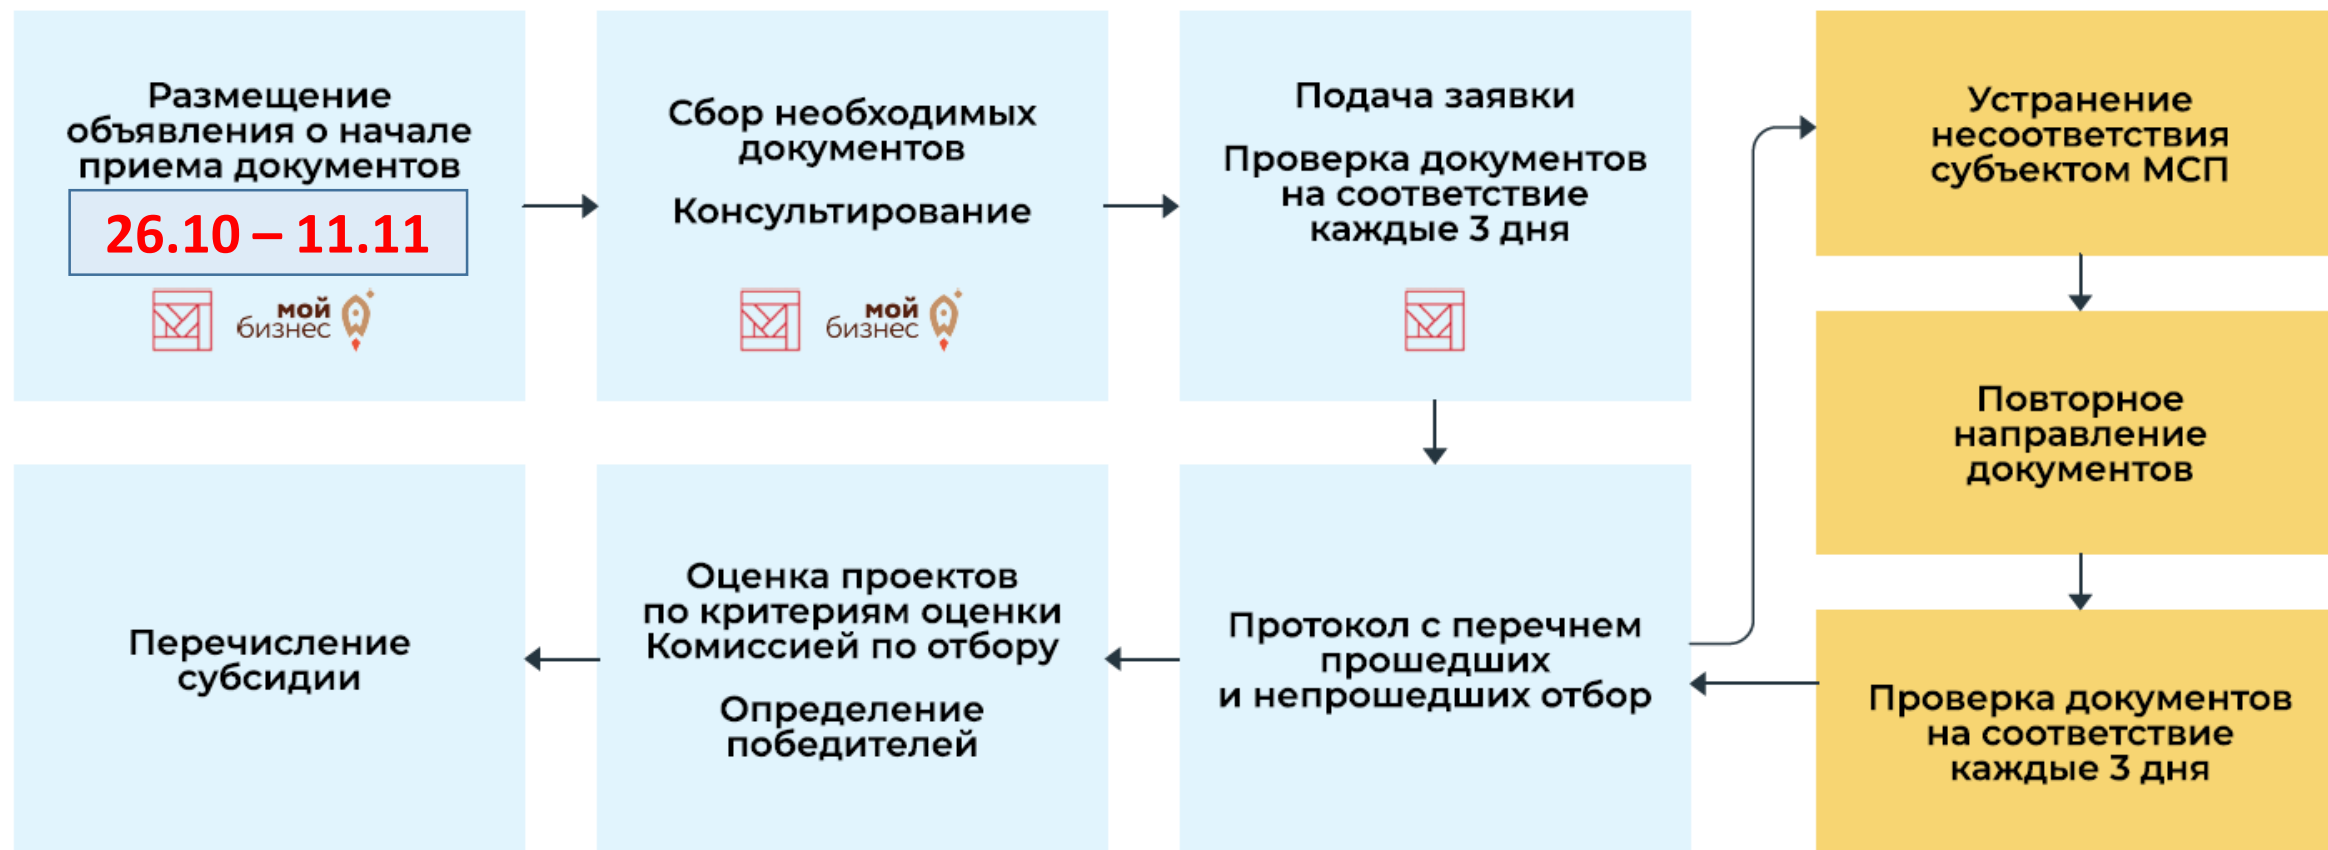 Размещение
объявления о начале
приема документов
26.10 – 11.11
мой
бизнес
Сбор необходимых
документов
Консультирование
мой
бизнес
Подача заявки
Проверка документов
на соответствие
каждые 3 дня
Устранение
несоответствия
субъектом МСП
Повторное
направление
документов
Проверка документов
на соответствие
каждые 3 дня
Протокол с перечнем
прошедших
и непрошедших отбор
Оценка проектов
по критериям оценки
Комиссией по отбору
Определение
победителей
Перечисление
субсидии